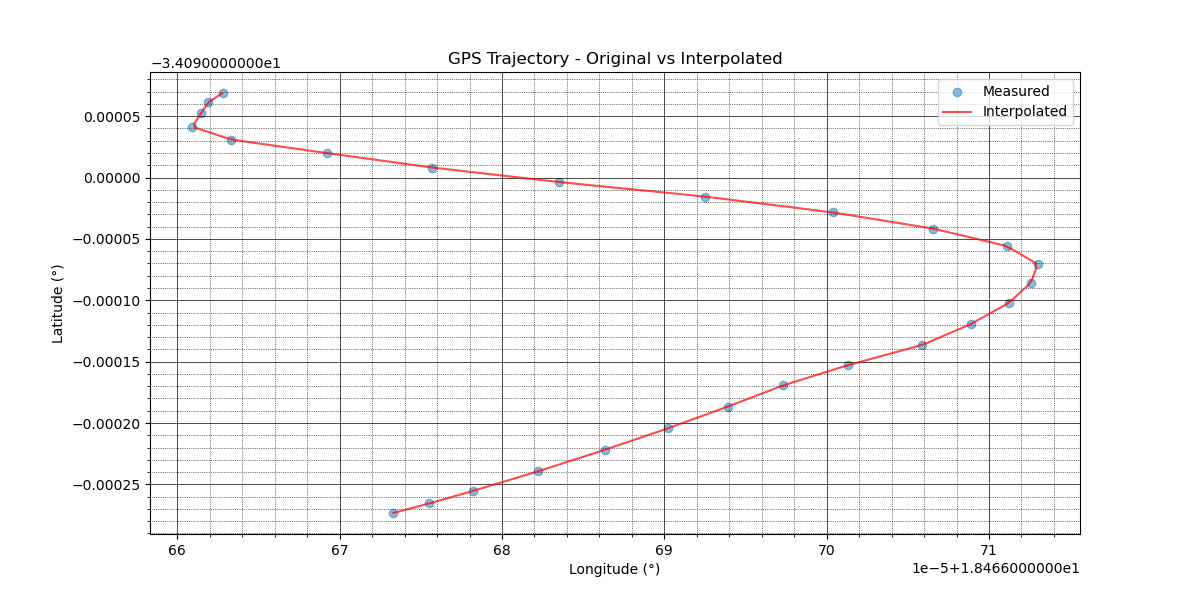 GPS Trajectory - Original vs Interpolated
−3.4090000000e1
Measured
Interpolated
0.00005
0.00000
−0.00005
−0.00010
−0.00015
−0.00020
−0.00025
Latitude (°)
66 67 68 69 70 71
Longitude (°)
1e-5+1.8466000000e1